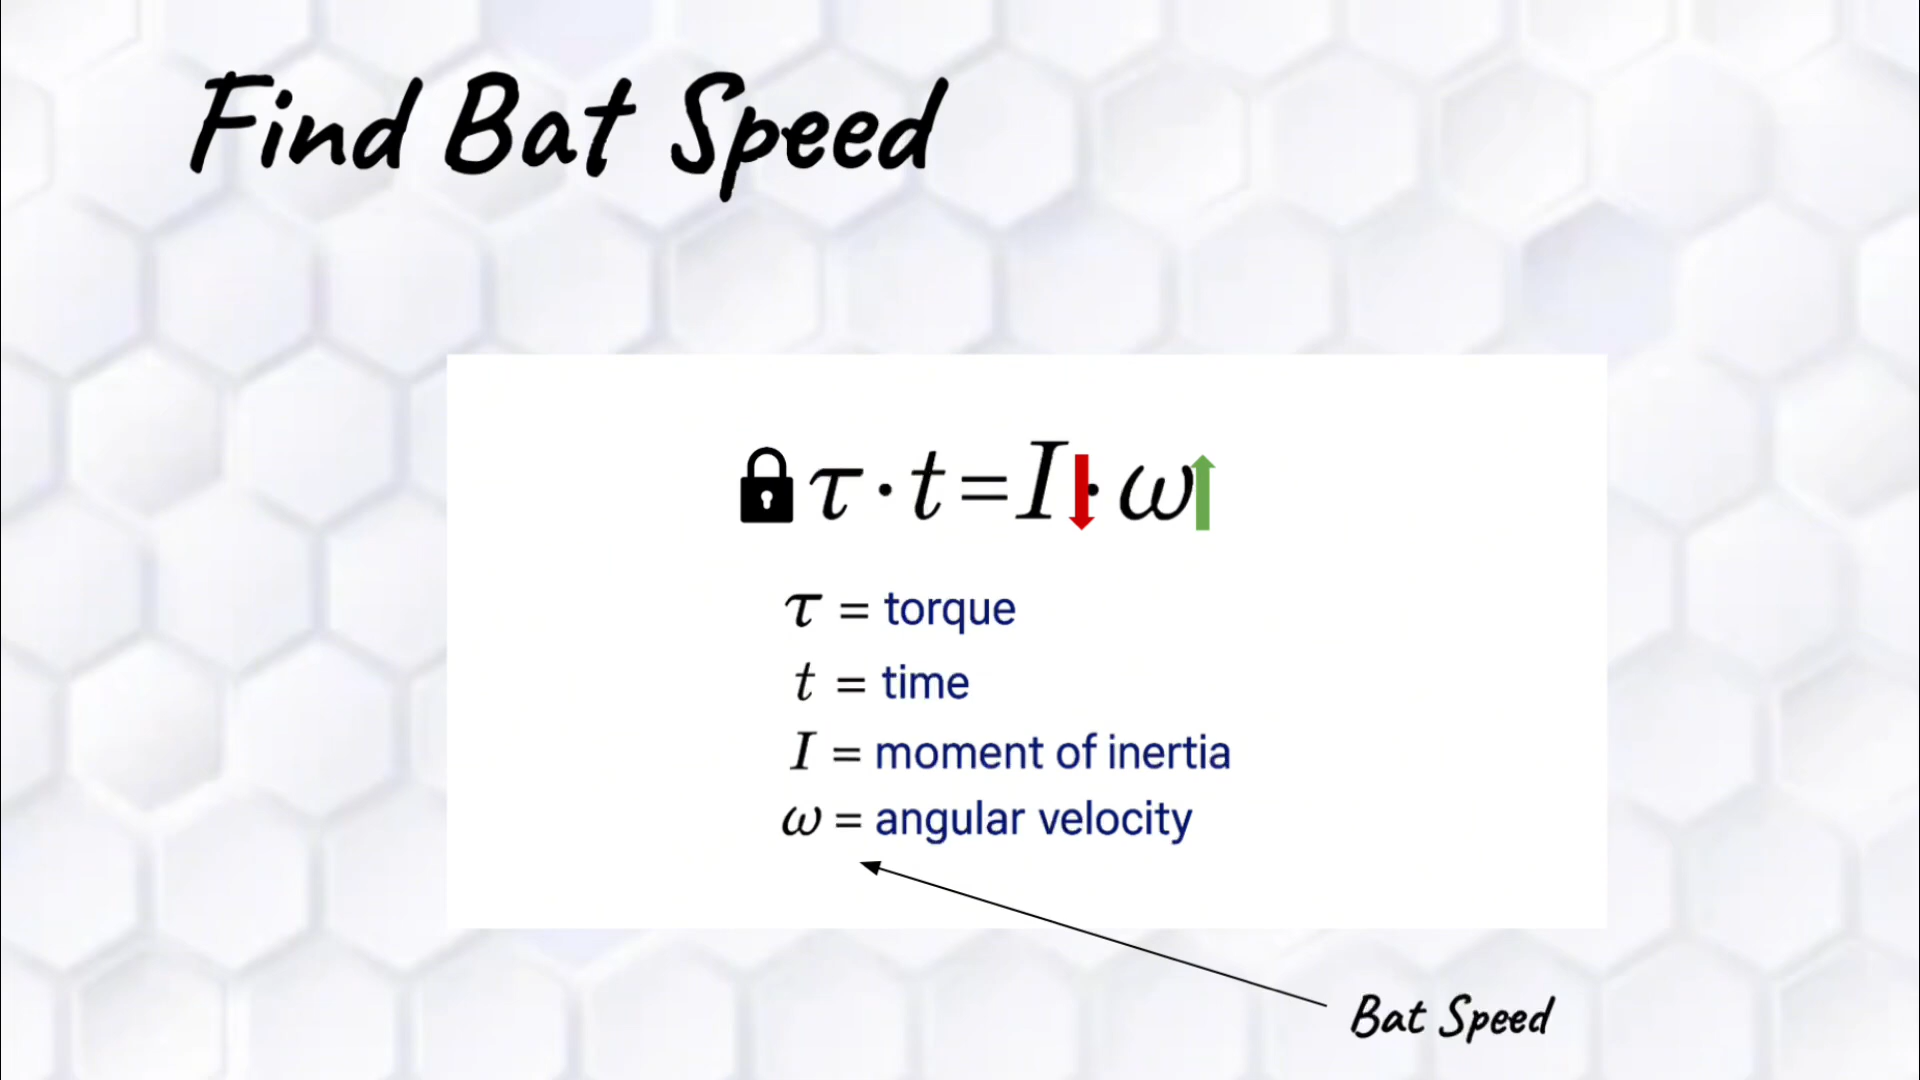 Find Bat Speed
τ · t = I · ω
τ = torque
t = time
I = moment of inertia
ω = angular velocity
Bat Speed